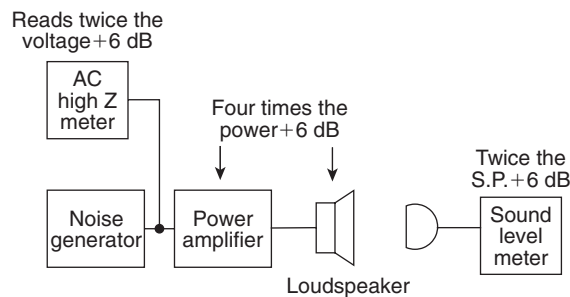 Reads twice the
voltage+6 dB
AC
high Z
meter
Four times the
power+6 dB
Twice the
S.P.+6 dB
Noise
generator
Power
amplifier
Loudspeaker
Sound
level
meter